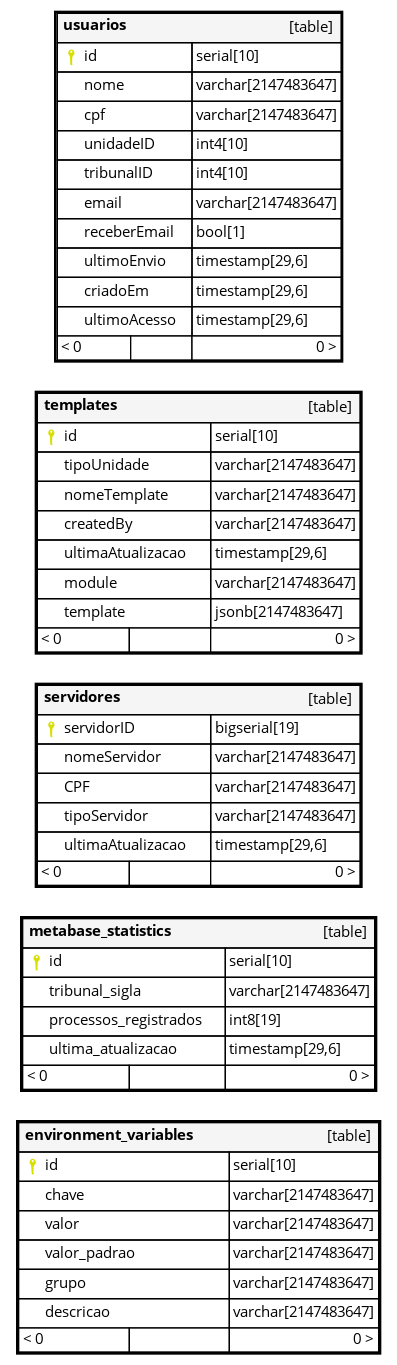 usuarios [table]
id serial[10]
nome varchar[2147483647]
cpf varchar[2147483647]
unidadeID int4[10]
tribunalID int4[10]
email varchar[2147483647]
receberEmail bool[1]
ultimoEnvio timestamp[29,6]
criadoEm timestamp[29,6]
ultimoAcesso timestamp[29,6]
< 0 0 >
templates [table]
id serial[10]
tipoUnidade varchar[2147483647]
nomeTemplate varchar[2147483647]
createdBy varchar[2147483647]
ultimaAtualizacao timestamp[29,6]
module varchar[2147483647]
template jsonb[2147483647]
< 0 0 >
servidores [table]
servidorID bigserial[19]
nomeServidor varchar[2147483647]
CPF varchar[2147483647]
tipoServidor varchar[2147483647]
ultimaAtualizacao timestamp[29,6]
< 0 0 >
metabase_statistics [table]
id serial[10]
tribunal_sigla varchar[2147483647]
processos_registrados int8[19]
ultima_atualizacao timestamp[29,6]
< 0 0 >
environment_variables [table]
id serial[10]
chave varchar[2147483647]
valor varchar[2147483647]
valor_padrao varchar[2147483647]
grupo varchar[2147483647]
descricao varchar[2147483647]
< 0 0 >